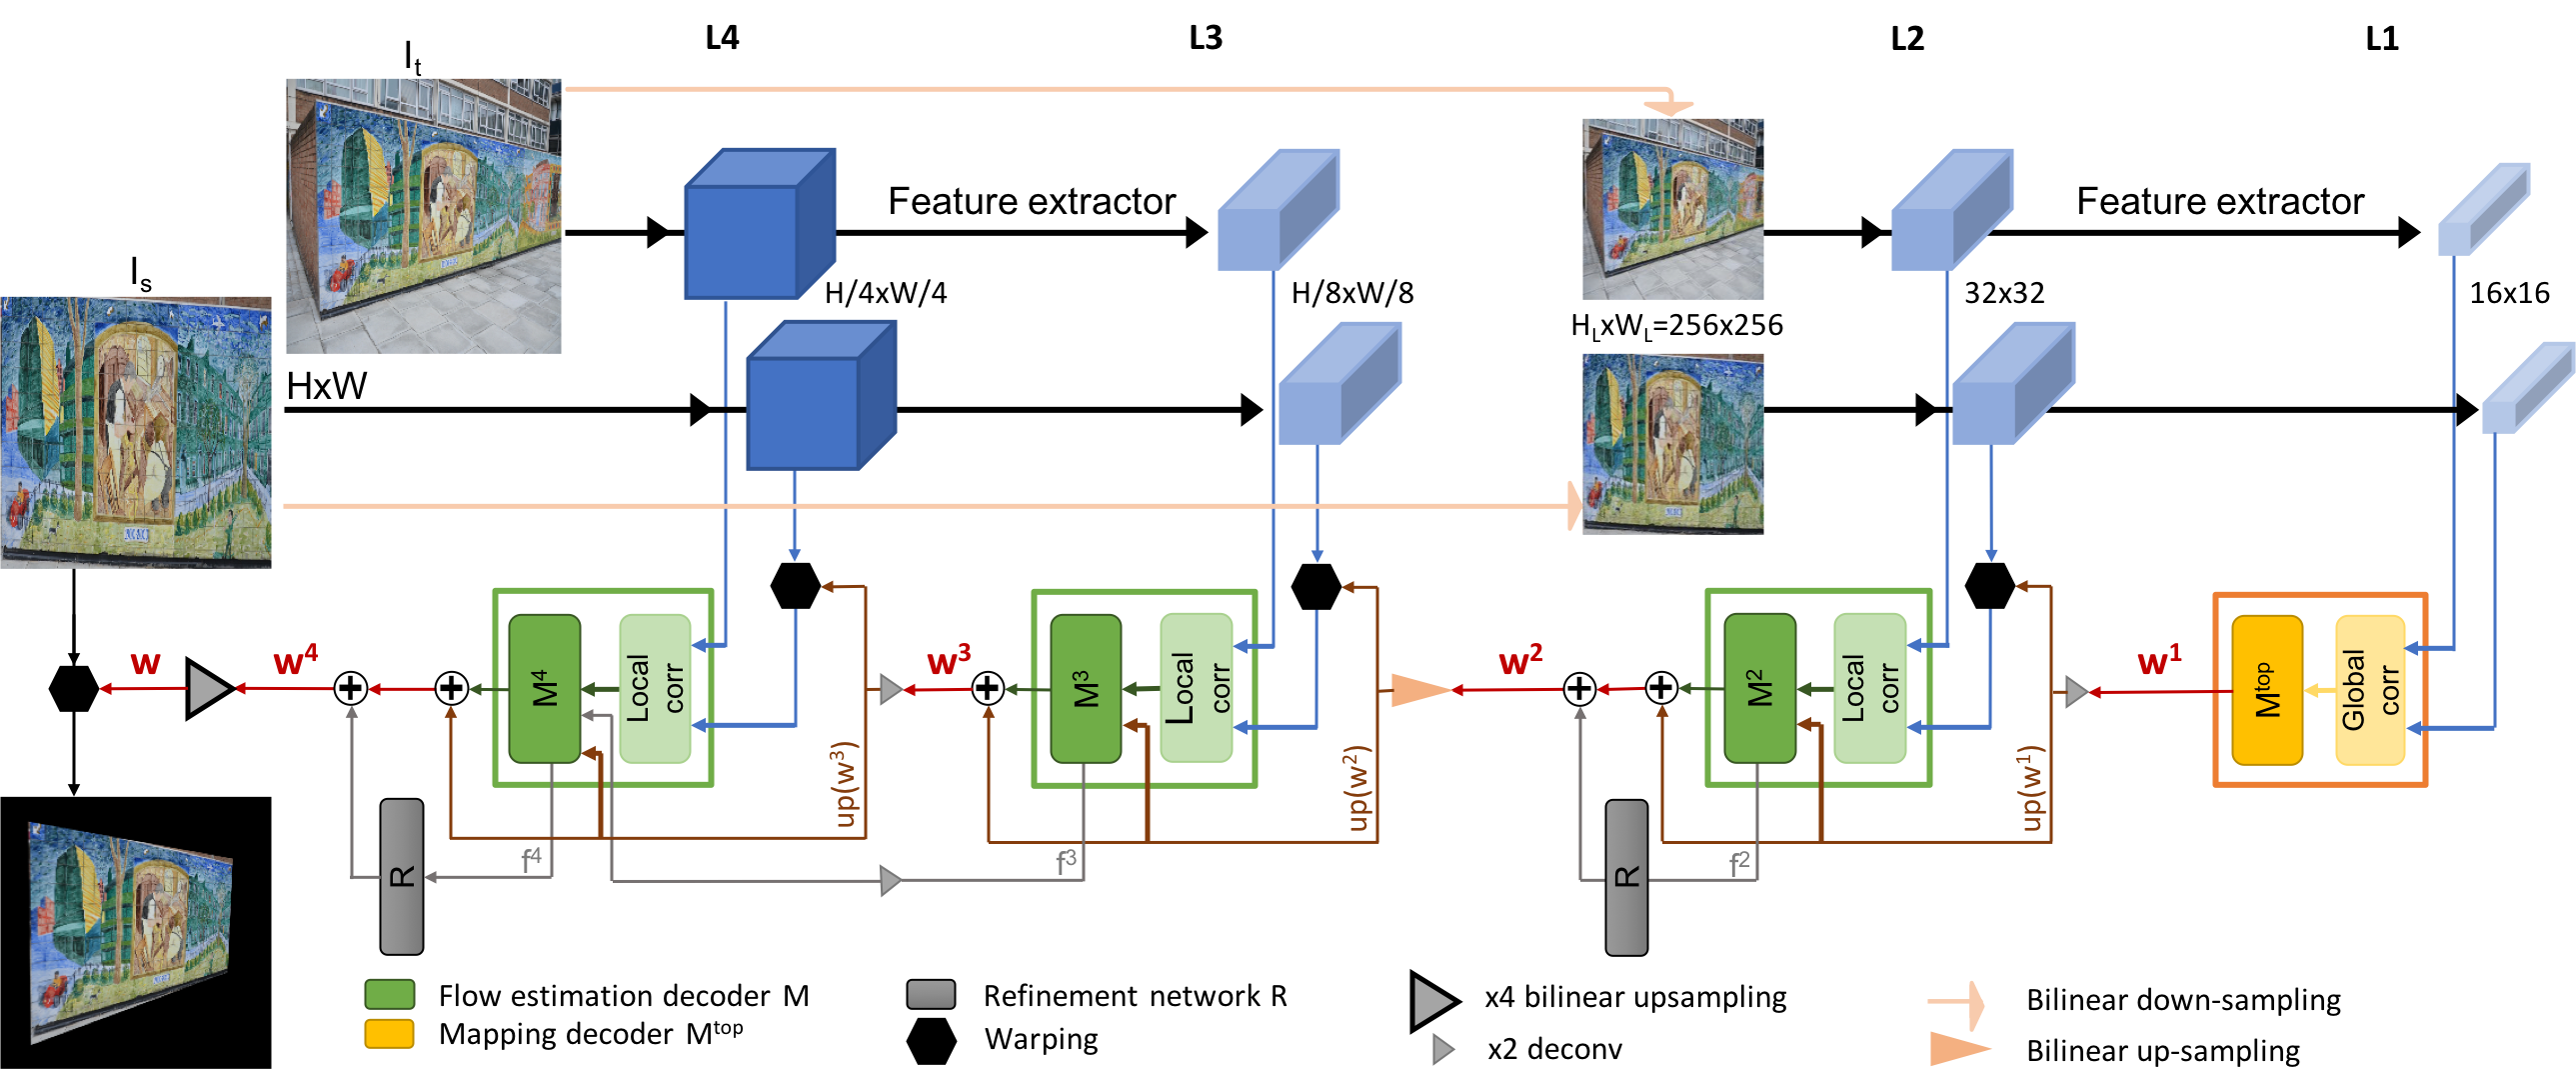 L4
L3
L2
L1
I_t
I_s
Feature extractor
Feature extractor
H/4xW/4
H/8xW/8
32x32
16x16
H_LxW_L=256x256
HxW
w
w^4
M^4
Local corr
up(w^3)
w^3
M^3
Local corr
up(w^2)
w^2
M^2
Local corr
up(w^1)
w^1
M^top
Global corr
R
f^4
f^3
R
f^2
Flow estimation decoder M
Mapping decoder M^top
Refinement network R
Warping
x4 bilinear upsampling
x2 deconv
Bilinear down-sampling
Bilinear up-sampling